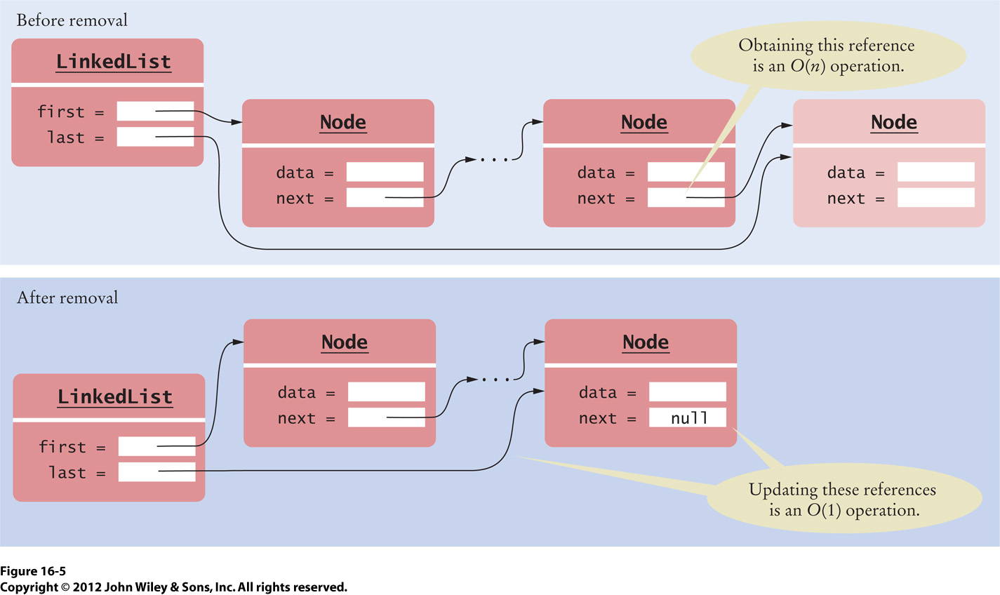 Before removal
LinkedList
first =
last =
Node
data =
next =
....
Node
data =
next =
Obtaining this reference
is an O(n) operation.
Node
data =
next =
After removal
LinkedList
first =
last =
Node
data =
next =
....
Node
data =
next = null
Updating these references
is an O(1) operation.
Figure 16-5
Copyright © 2012 John Wiley & Sons, Inc. All rights reserved.